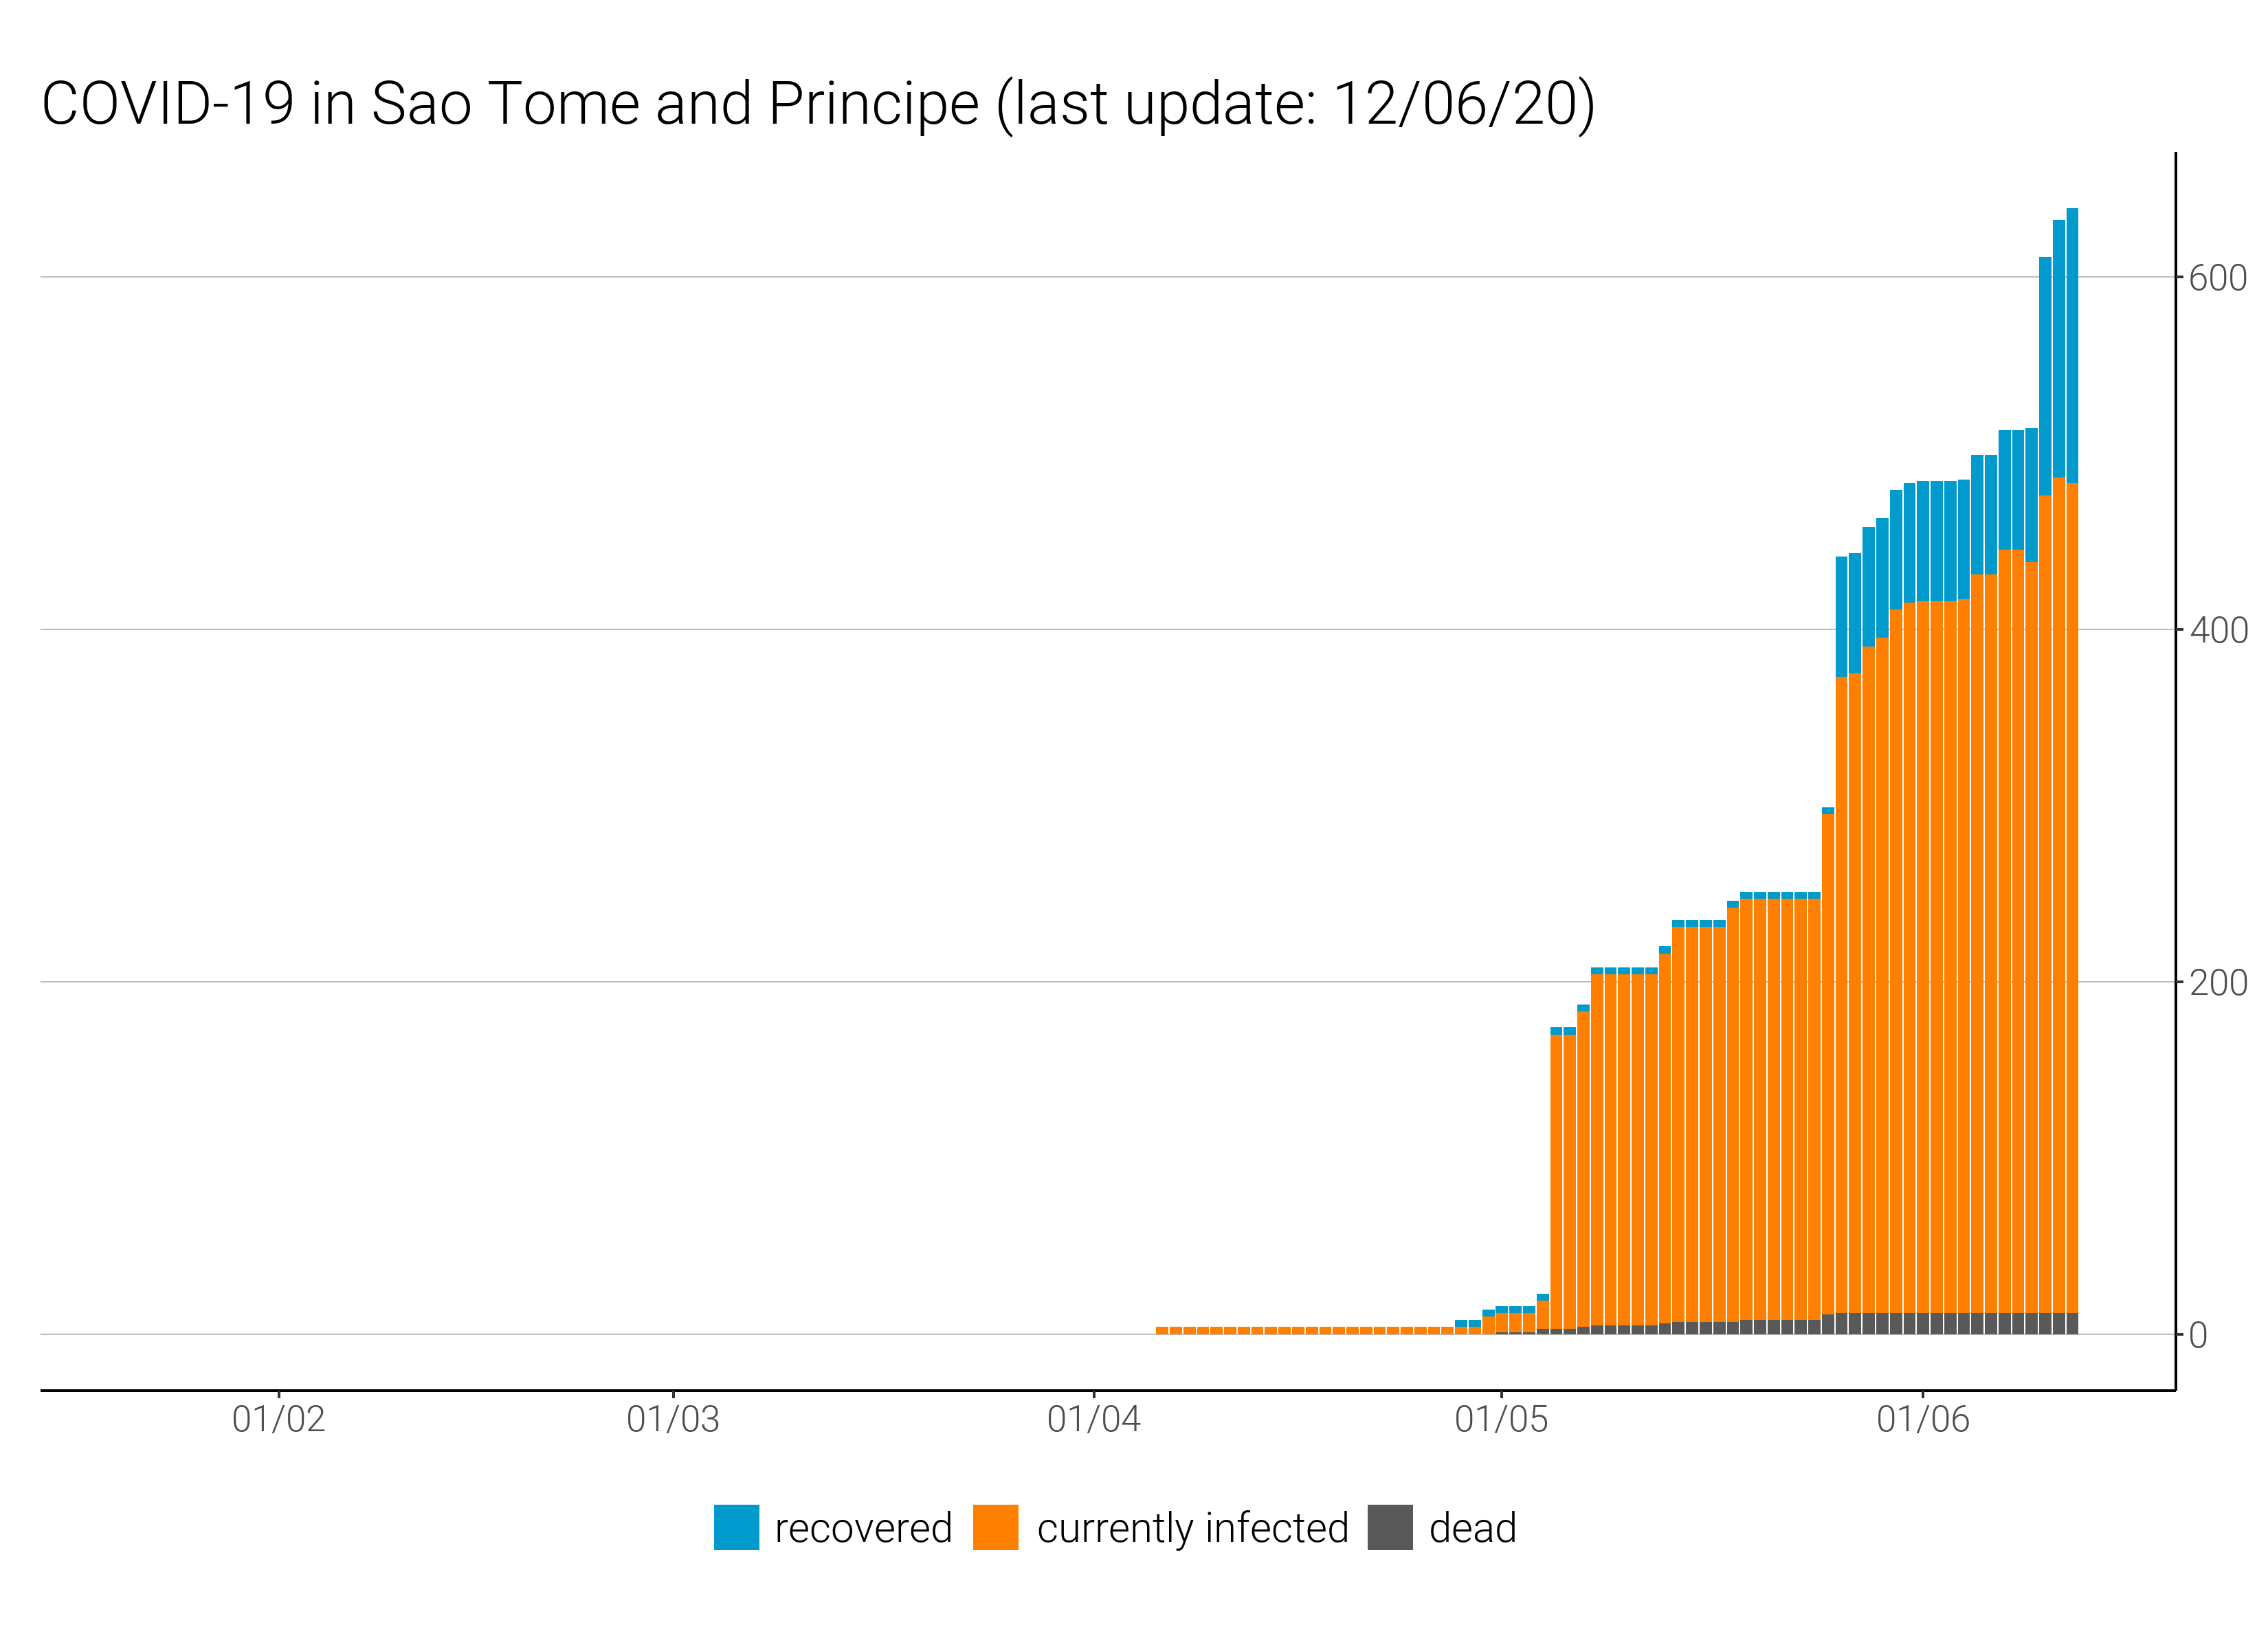 COVID-19 in Sao Tome and Principe (last update: 12/06/20)
600
400
200
0
01/02 01/03 01/04 01/05 01/06
recovered currently infected dead